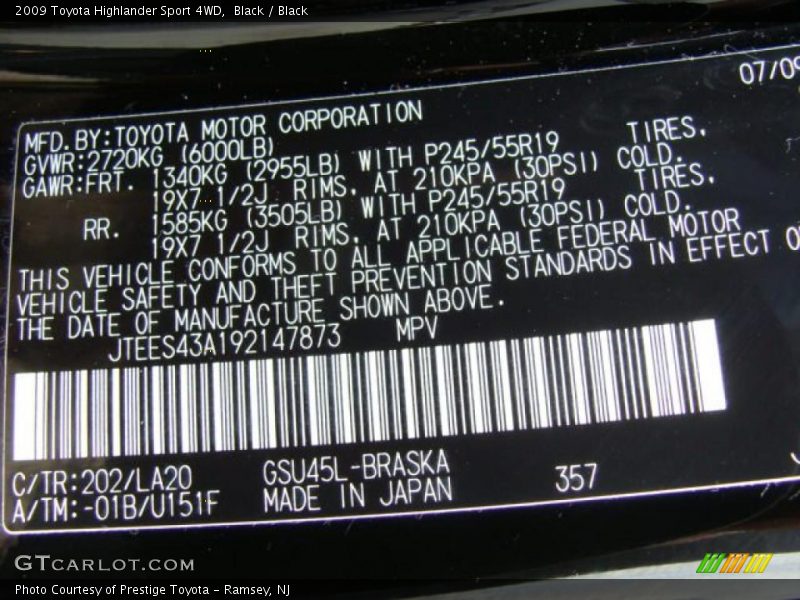 2009 Toyota Highlander Sport 4WD, Black / Black
07/09
MFD.BY:TOYOTA MOTOR CORPORATION
GVWR:2720KG (6000LB)
GAWR:FRT. 1340KG (2955LB) WITH P245/55R19 TIRES.
19X7 1/2J RIMS. AT 210KPA (30PSI) COLD.
RR. 1585KG (3505LB) WITH P245/55R19 TIRES.
19X7 1/2J RIMS. AT 210KPA (30PSI) COLD.
THIS VEHICLE CONFORMS TO ALL APPLICABLE FEDERAL MOTOR
VEHICLE SAFETY AND THEFT PREVENTION STANDARDS IN EFFECT
THE DATE OF MANUFACTURE SHOWN ABOVE.
JTEES43A192147873 MPV
C/TR:202/LA20 GSU45L-BRASKA 357
A/TM:-01B/U151F MADE IN JAPAN
GTCARLOT.COM
Photo Courtesy of Prestige Toyota - Ramsey, NJ